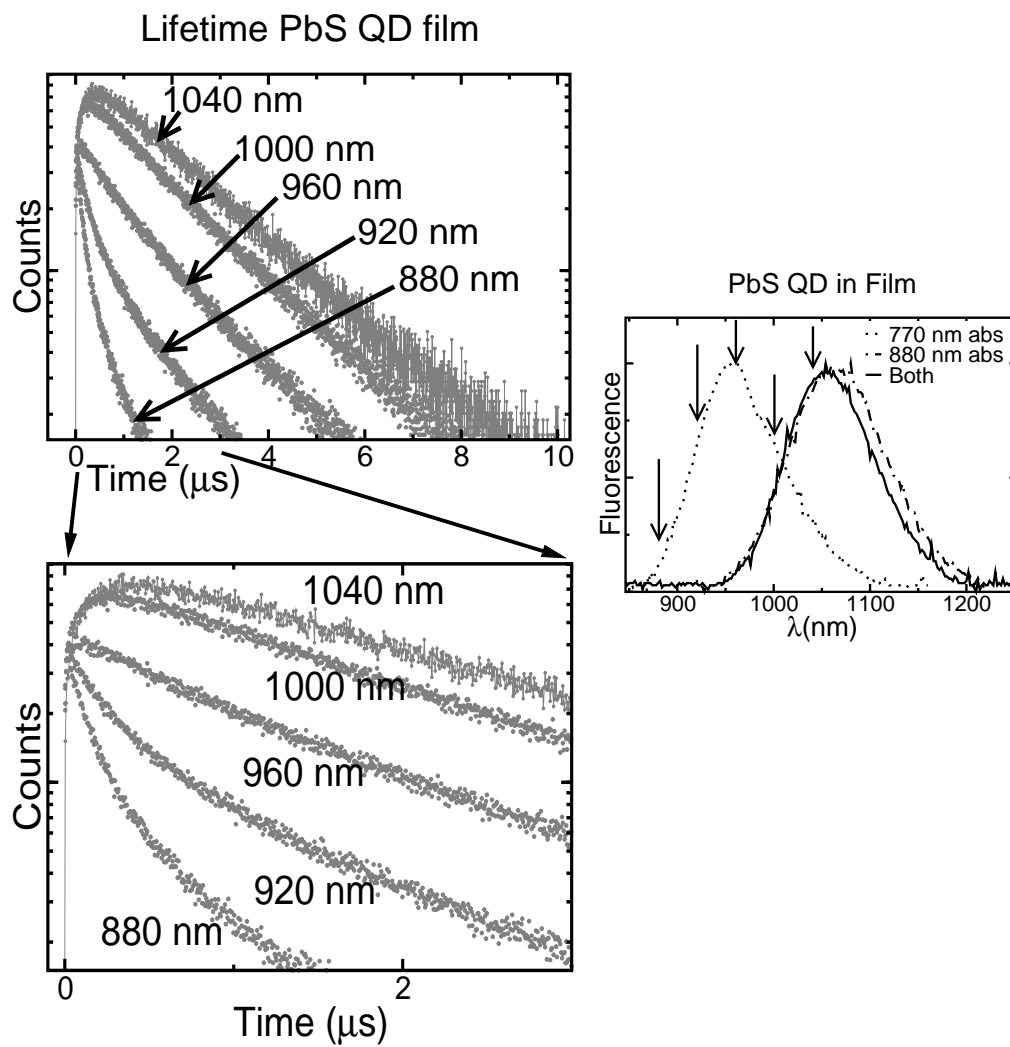 Lifetime PbS QD film
Counts
1040 nm
1000 nm
960 nm
920 nm
880 nm
0 2 4 6 8 10
Time (μs)
Counts
1040 nm
1000 nm
960 nm
920 nm
880 nm
0 2
Time (μs)
PbS QD in Film
Fluorescence
770 nm abs
880 nm abs
Both
900 1000 1100 1200
λ(nm)